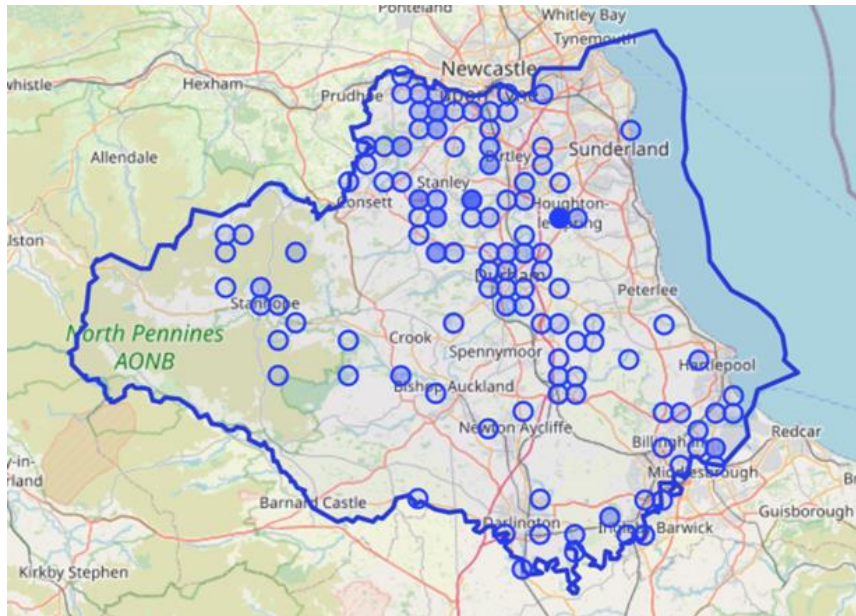 Ponteland
Whitley Bay
Tynemouth
whistle
Hexham
Prudhoe
Newcastle
Allendale
Sunderland
Stanley
Consett
Houghton-
le-Spring
Alston
Durham
Peterlee
Stanhope
North Pennines
AONB
Crook
Spennymoor
Hartlepool
Bishop Auckland
Newton Aycliffe
Billingham
Redcar
Middlesbrough
Barnard Castle
Guisborough
Darlington
Ingleby Barwick
Kirkby Stephen